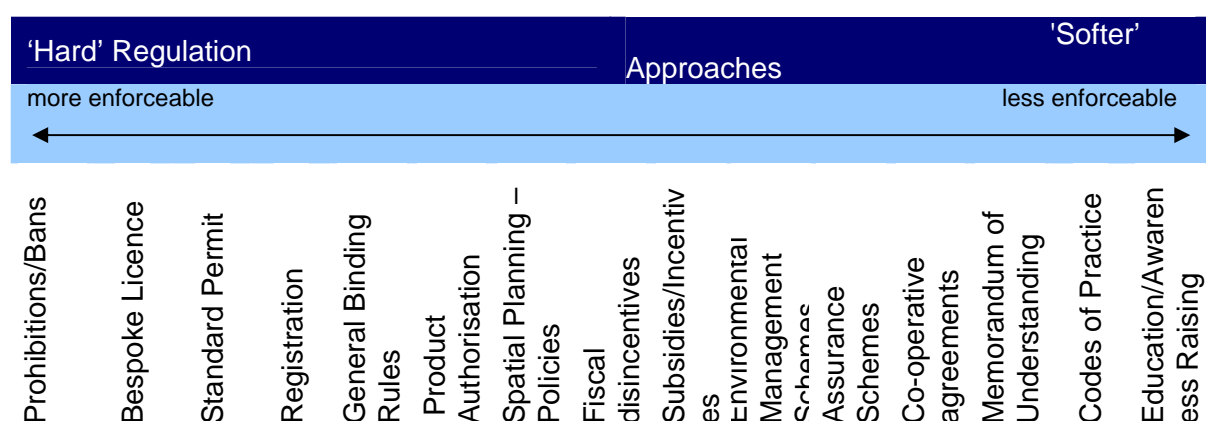 ‘Hard’ Regulation
'Softer’
Approaches
more enforceable
less enforceable
Prohibitions/Bans
Bespoke Licence
Standard Permit
Registration
General Binding
Rules
Product
Authorisation
Spatial Planning –
Policies
Fiscal
disincentives
Subsidies/Incentiv
es
Environmental
Management
Schemes
Assurance
Schemes
Co-operative
agreements
Memorandum of
Understanding
Codes of Practice
Education/Awaren
ess Raising